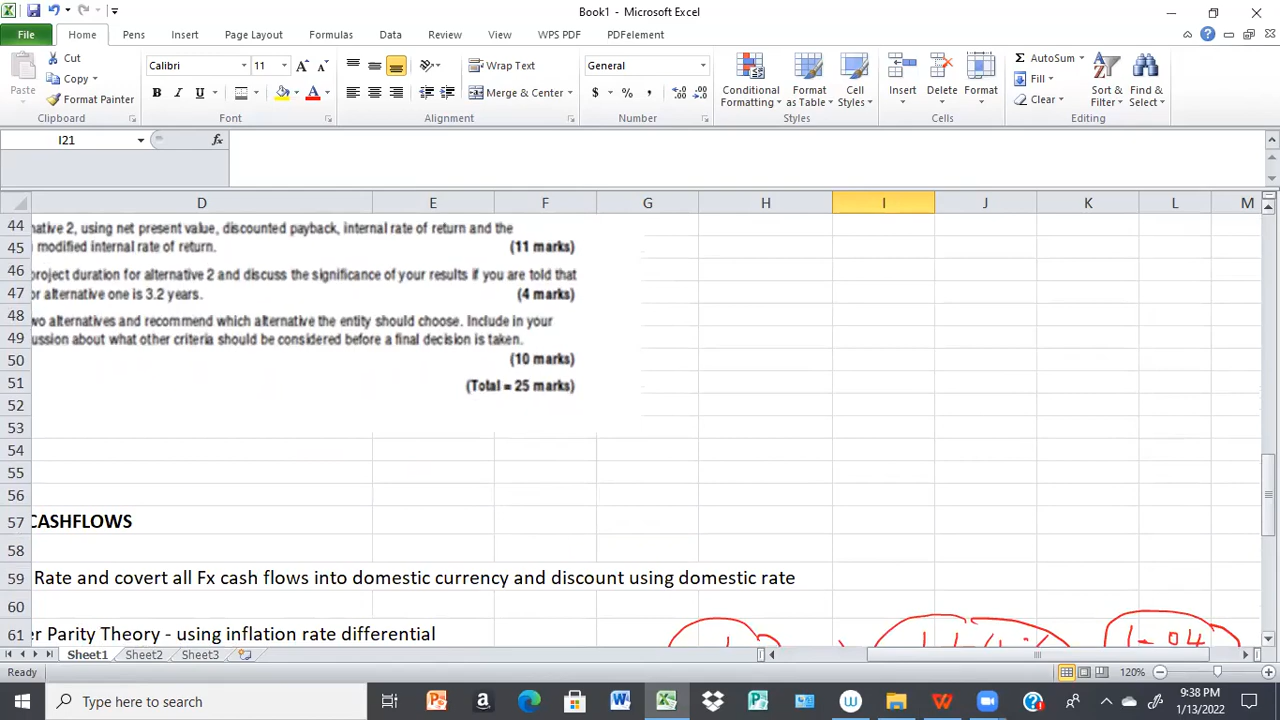 Book1 - Microsoft Excel
File Home Pens Insert Page Layout Formulas Data Review View WPS PDF PDFelement
Cut
Copy
Format Painter
Paste
Clipboard
Calibri 11
B I U
Font
Wrap Text
Merge & Center
Alignment
General
$ % ,
Number
Conditional Formatting
Format as Table
Cell Styles
Styles
Insert
Delete
Format
Cells
AutoSum
Fill
Clear
Sort & Filter
Find & Select
Editing
I21
fx
D E F G H I J K L M
44 native 2, using net present value, discounted payback, internal rate of return and the
45 modified internal rate of return. (11 marks)
46 project duration for alternative 2 and discuss the significance of your results if you are told that
47 or alternative one is 3.2 years. (4 marks)
48 wo alternatives and recommend which alternative the entity should choose. Include in your
49 ussion about what other criteria should be considered before a final decision is taken.
50 (10 marks)
51 (Total = 25 marks)
52
53
54
55
56
57 CASHFLOWS
58
59 Rate and covert all Fx cash flows into domestic currency and discount using domestic rate
60
61 er Parity Theory - using inflation rate differential
1-04
Sheet1 Sheet2 Sheet3
Ready 120%
Type here to search
9:38 PM
1/13/2022